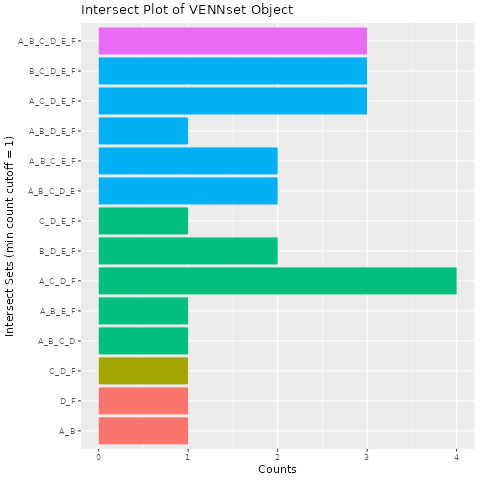 Intersect Plot of VENNset Object
Intersect Sets (min count cutoff = 1)
A_B_C_D_E_F
B_C_D_E_F
A_C_D_E_F
A_B_D_E_F
A_B_C_E_F
A_B_C_D_E
C_D_E_F
B_D_E_F
A_C_D_F
A_B_E_F
A_B_C_D
C_D_F
D_F
A_B
0 1 2 3 4
Counts